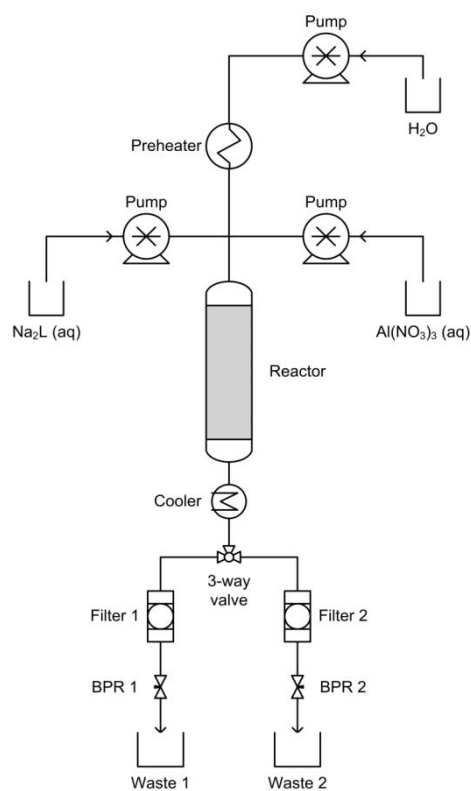 Pump
H₂O
Preheater
Pump
Pump
Na₂L (aq)
Al(NO₃)₃ (aq)
Reactor
Cooler
3-way
valve
Filter 1
Filter 2
BPR 1
BPR 2
Waste 1
Waste 2